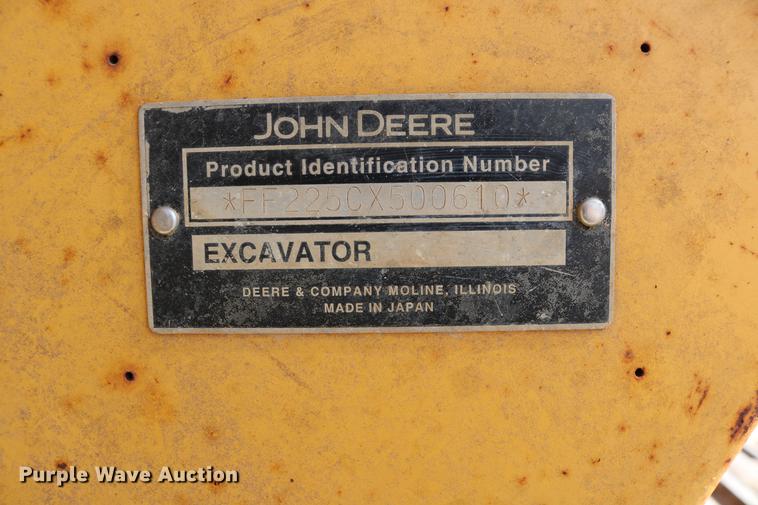 JOHN DEERE
Product Identification Number
*FF225CX500610*
EXCAVATOR
DEERE & COMPANY MOLINE, ILLINOIS
MADE IN JAPAN
Purple Wave Auction